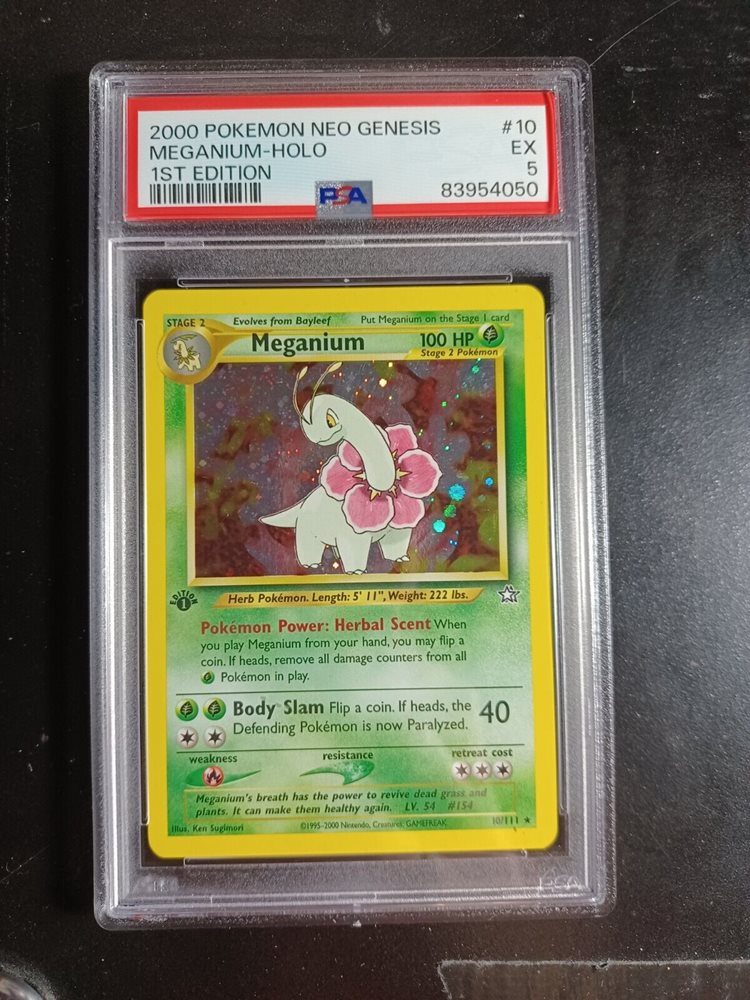 2000 POKEMON NEO GENESIS #10
MEGANIUM-HOLO EX
1ST EDITION 5
PSA 83954050
STAGE 2 Evolves from Bayleef Put Meganium on the Stage 1 card
Meganium 100 HP
Stage 2 Pokémon
EDITION
1
Herb Pokémon. Length: 5' 11", Weight: 222 lbs.
Pokémon Power: Herbal Scent When
you play Meganium from your hand, you may flip a
coin. If heads, remove all damage counters from all
Pokémon in play.
Body Slam Flip a coin. If heads, the 40
Defending Pokémon is now Paralyzed.
weakness resistance retreat cost
Meganium's breath has the power to revive dead grass and
plants. It can make them healthy again. LV. 54 #154
Illus. Ken Sugimori ©1995-2000 Nintendo, Creatures, GAMEFREAK 10/111 ★
PSA